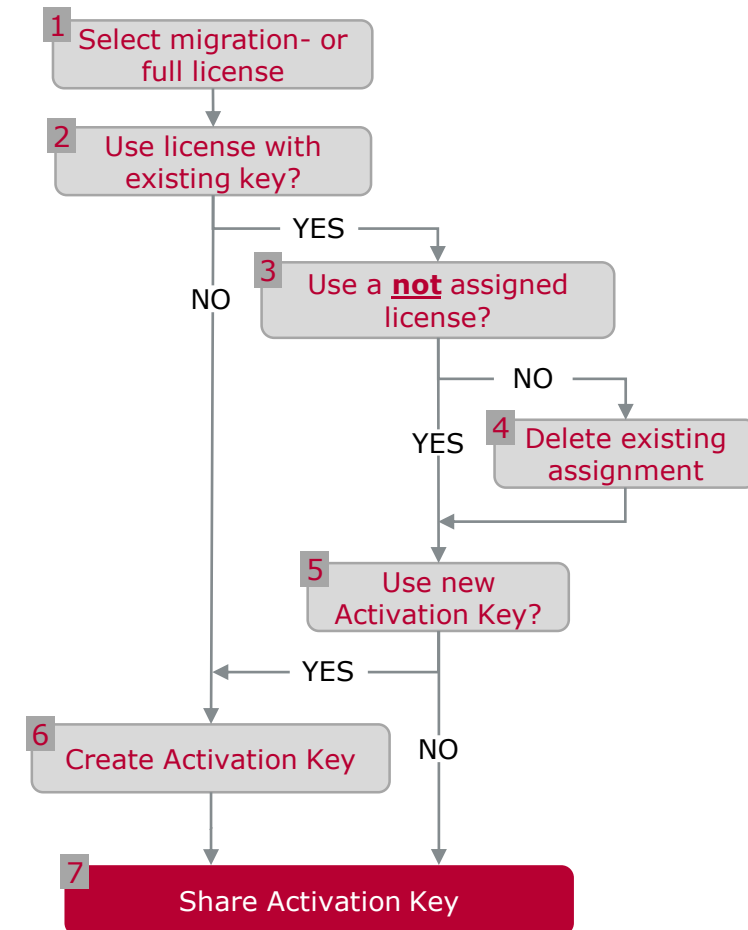 1
Select migration- or
full license
2
Use license with
existing key?
YES
3
Use a not assigned
license?
NO
NO
4
Delete existing
assignment
YES
5
Use new
Activation Key?
YES
6
Create Activation Key
NO
7
Share Activation Key